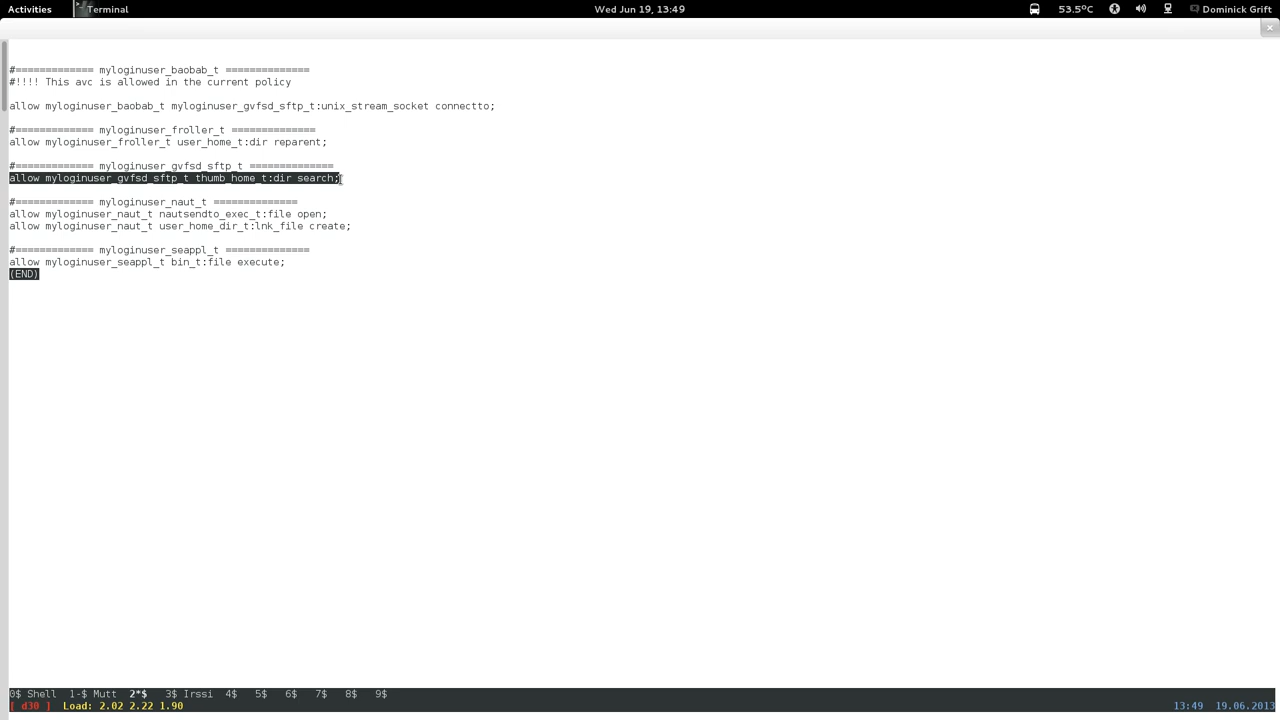 Activities Terminal Wed Jun 19, 13:49 53.5°C Dominick Grift
#============= myloginuser_baobab_t ==============
#!!!! This avc is allowed in the current policy
allow myloginuser_baobab_t myloginuser_gvfsd_sftp_t:unix_stream_socket connectto;
#============= myloginuser_froller_t ==============
allow myloginuser_froller_t user_home_t:dir reparent;
#============= myloginuser_gvfsd_sftp_t ==============
allow myloginuser_gvfsd_sftp_t thumb_home_t:dir search;
#============= myloginuser_naut_t ==============
allow myloginuser_naut_t nautsendto_exec_t:file open;
allow myloginuser_naut_t user_home_dir_t:lnk_file create;
#============= myloginuser_seappl_t ==============
allow myloginuser_seappl_t bin_t:file execute;
(END)
0$ Shell 1-$ Mutt 2*$ 3$ Irssi 4$ 5$ 6$ 7$ 8$ 9$
[ d30 ] Load: 2.02 2.22 1.90 13:49 19.06.2013